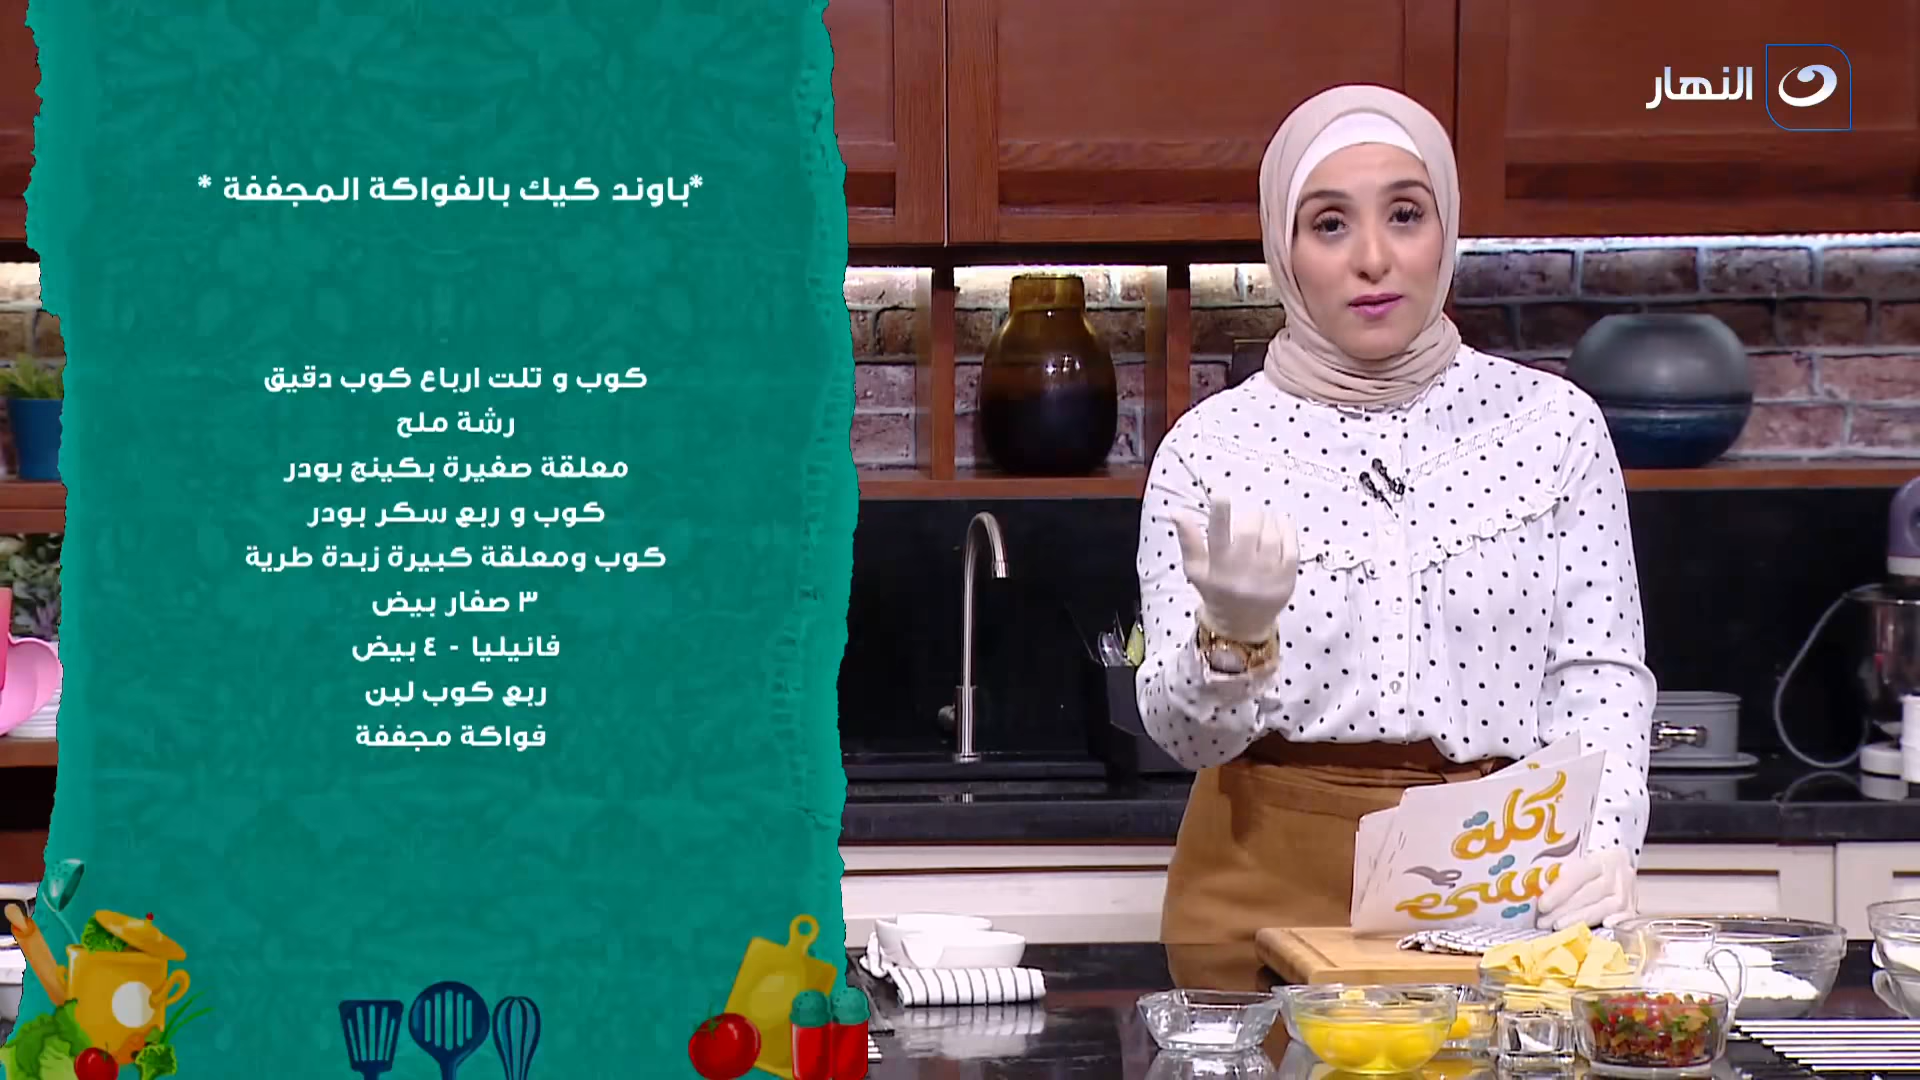 النهار
*باوند كيك بالفواكة المجففة *
كوب و تلت ارباع كوب دقيق
رشة ملح
معلقة صغيرة بكينج بودر
كوب و ربع سكر بودر
كوب ومعلقة كبيرة زبدة طرية
٣ صفار بيض
فانيليا - ٤ بيض
ربع كوب لبن
فواكة مجففة
أكلة
بيتي